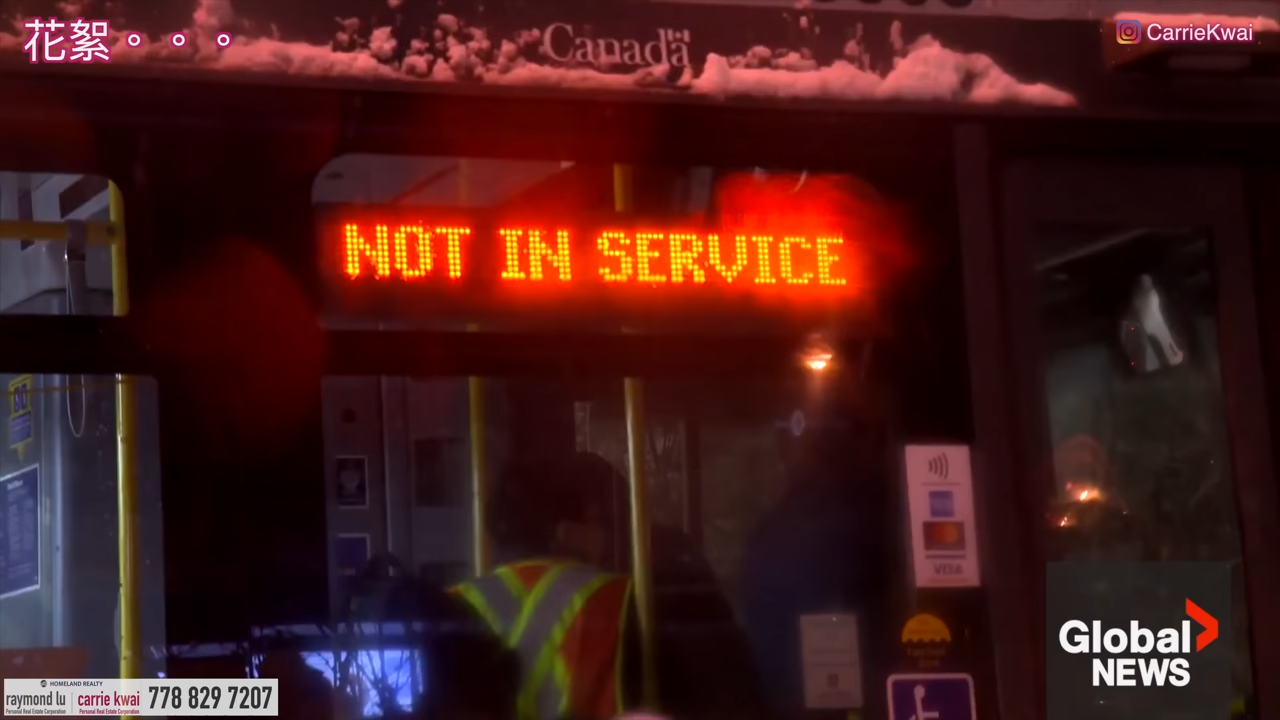 花絮。。。
Canada
CarrieKwai
NOT IN SERVICE
VISA
Global
NEWS
HOMELAND REALTY
raymond lu
Personal Real Estate Corporation
carrie kwai
Personal Real Estate Corporation
778 829 7207